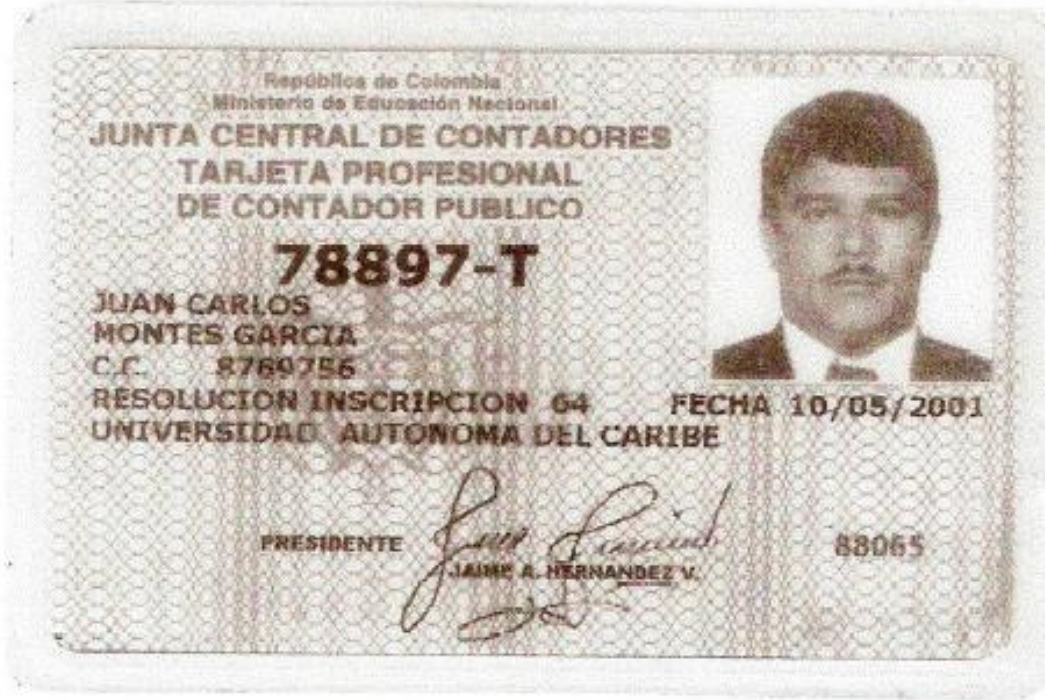 República de Colombia
Ministerio de Educación Nacional
JUNTA CENTRAL DE CONTADORES
TARJETA PROFESIONAL
DE CONTADOR PUBLICO
78897-T
JUAN CARLOS
MONTES GARCIA
C.C. 8769756
RESOLUCION INSCRIPCION 64 FECHA 10/05/2001
UNIVERSIDAD AUTONOMA DEL CARIBE
PRESIDENTE
JAIME A. HERNANDEZ V.
88065